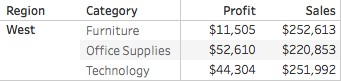 Region Category Profit Sales
West Furniture $11,505 $252,613
Office Supplies $52,610 $220,853
Technology $44,304 $251,992